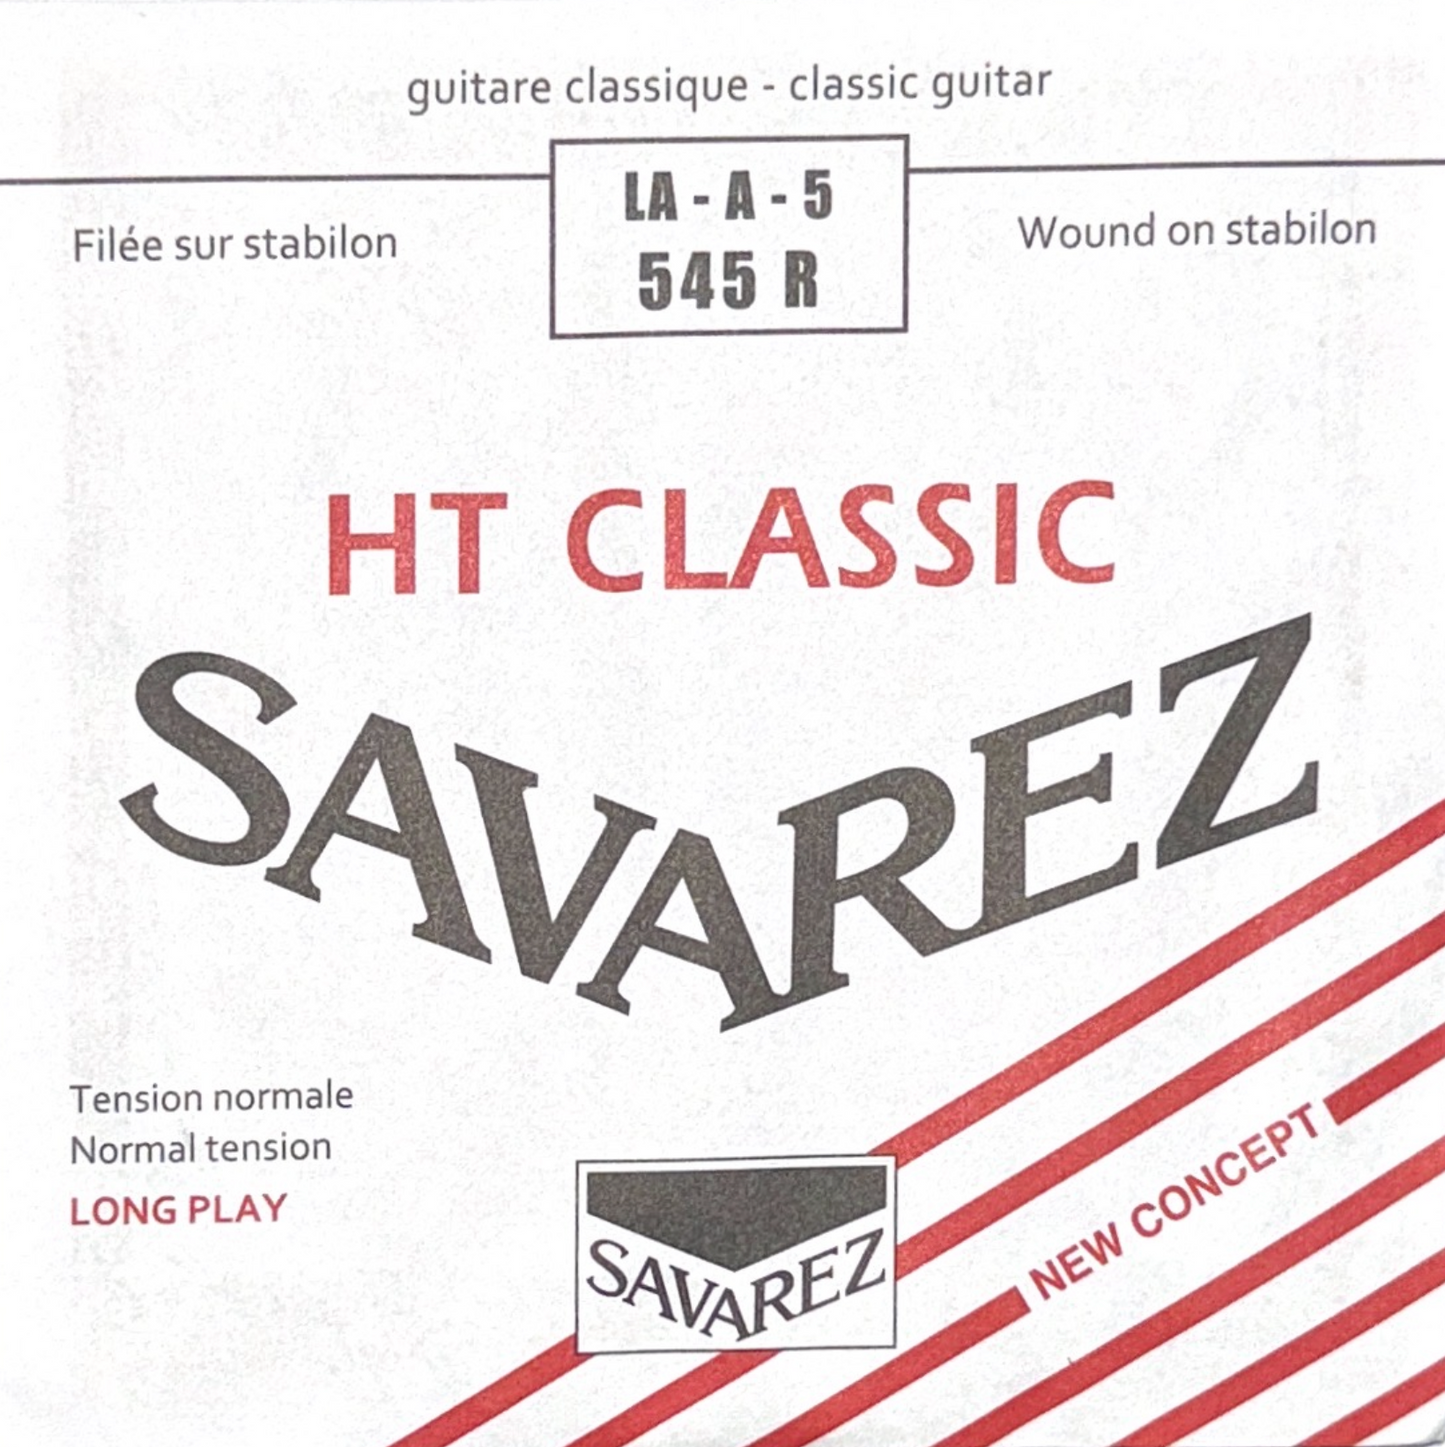 guitare classique - classic guitar
LA - A - 5
545 R
Filée sur stabilon
Wound on stabilon
HT CLASSIC
SAVAREZ
Tension normale
Normal tension
LONG PLAY
SAVAREZ
NEW CONCEPT